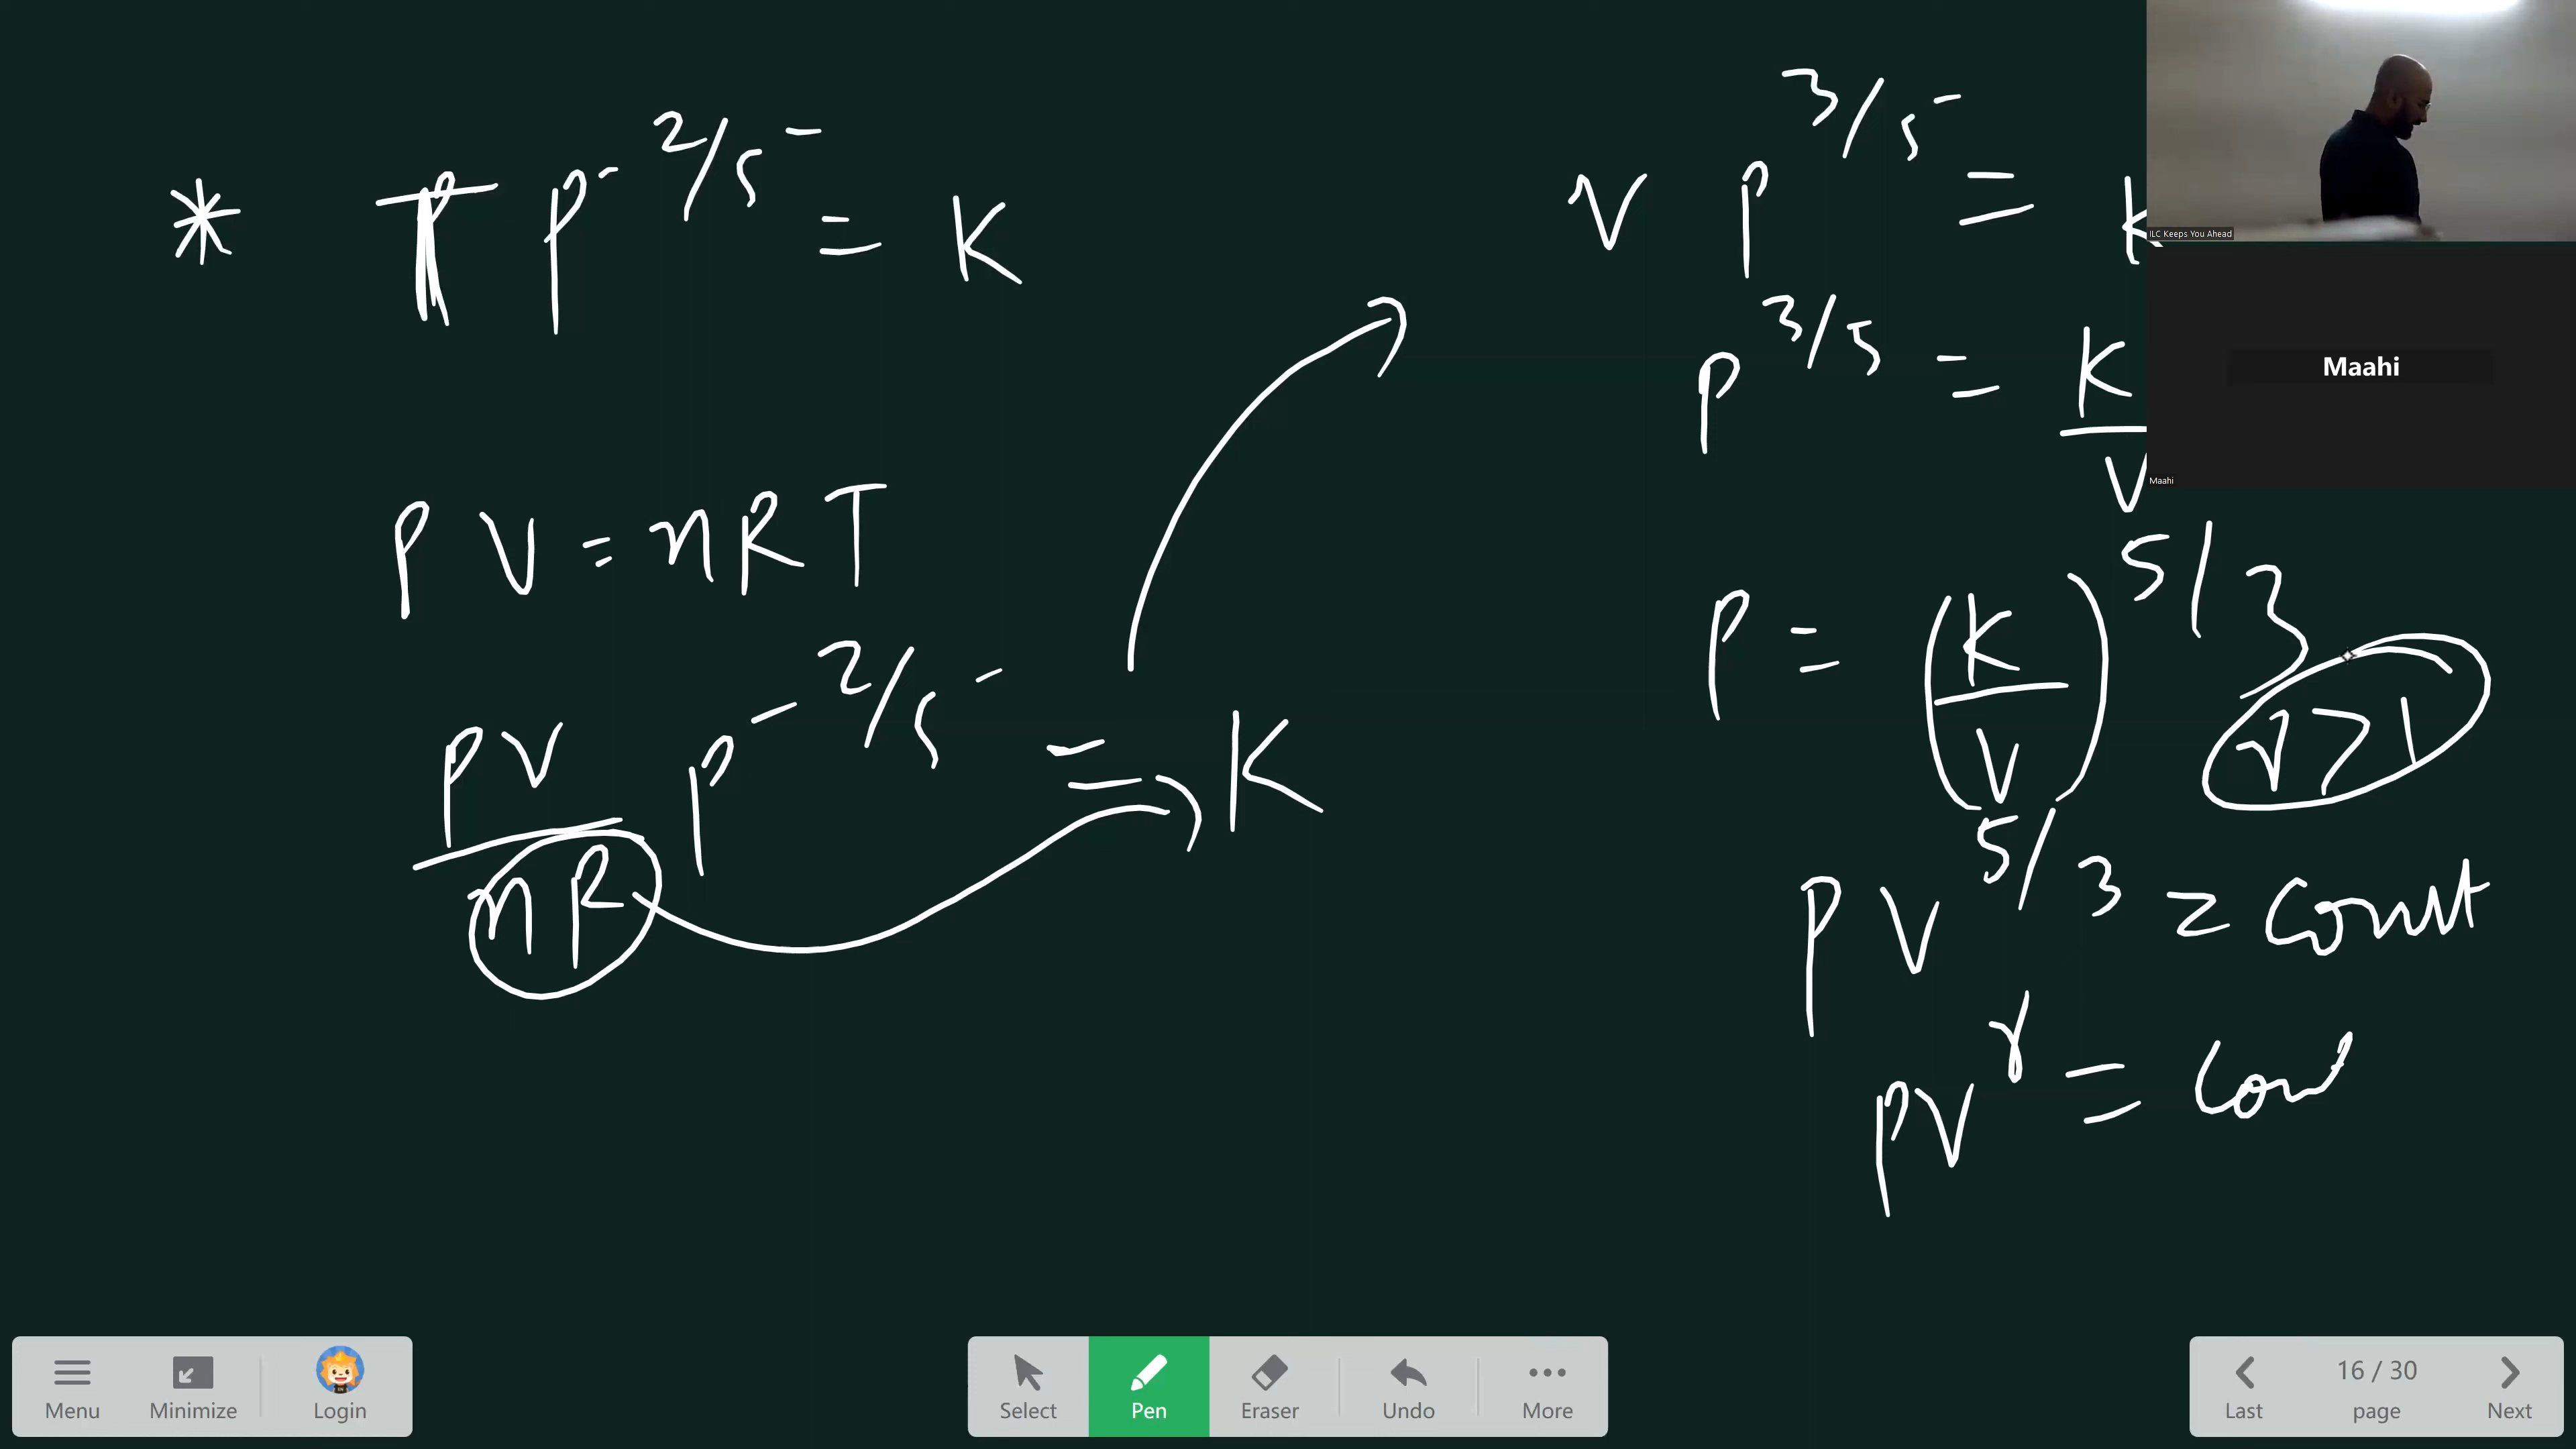 * T P^{-2/5} = K
PV = nRT
PV/nR P^{-2/5} = K
V P^{3/5} = K
P^{3/5} = K/V
P = (K/V)^{5/3}
γ>1
PV^{5/3} = Const
PV^γ = Con
ILC Keeps You Ahead
Maahi
Maahi
Menu Minimize Login
Select Pen Eraser Undo More
16 / 30
Last page Next